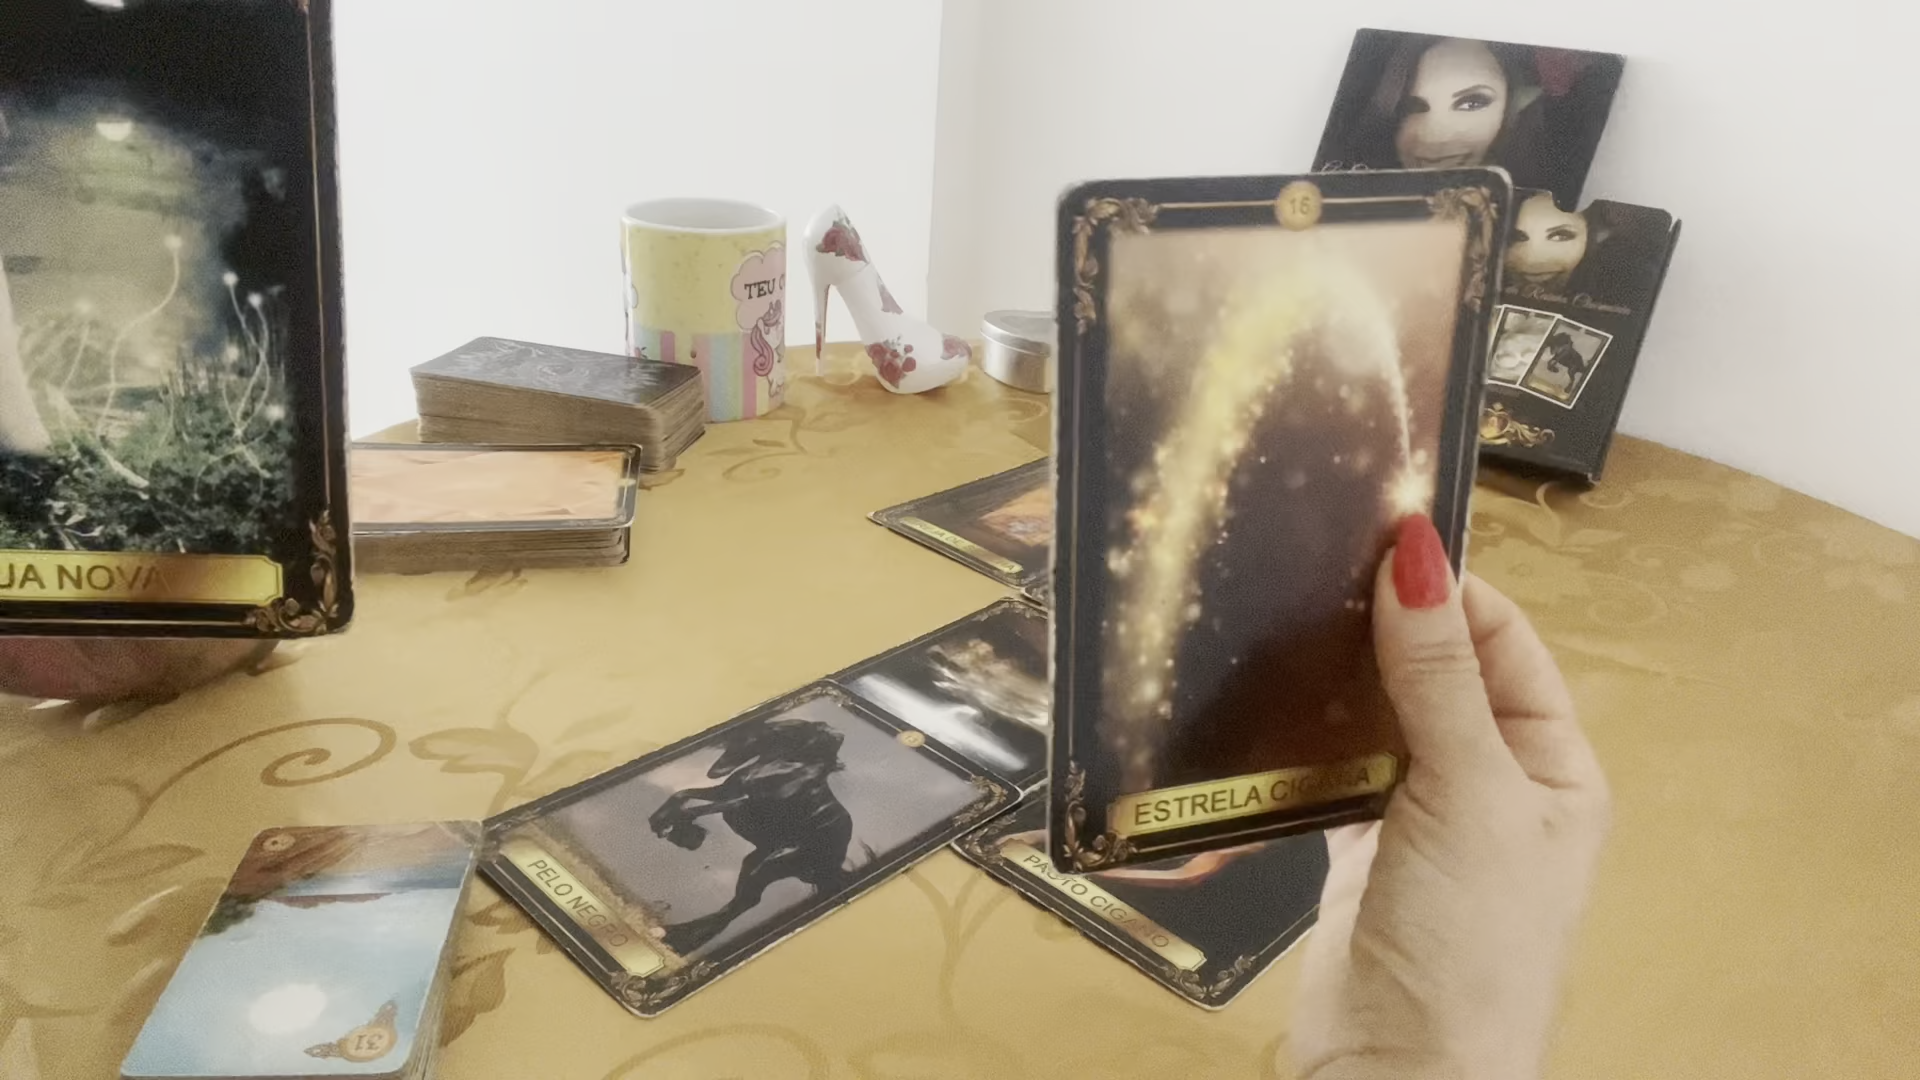 TEU
16
UA NOVA
ESTRELA CIGANA
PELO NEGRO
PACTO CIGANO
31